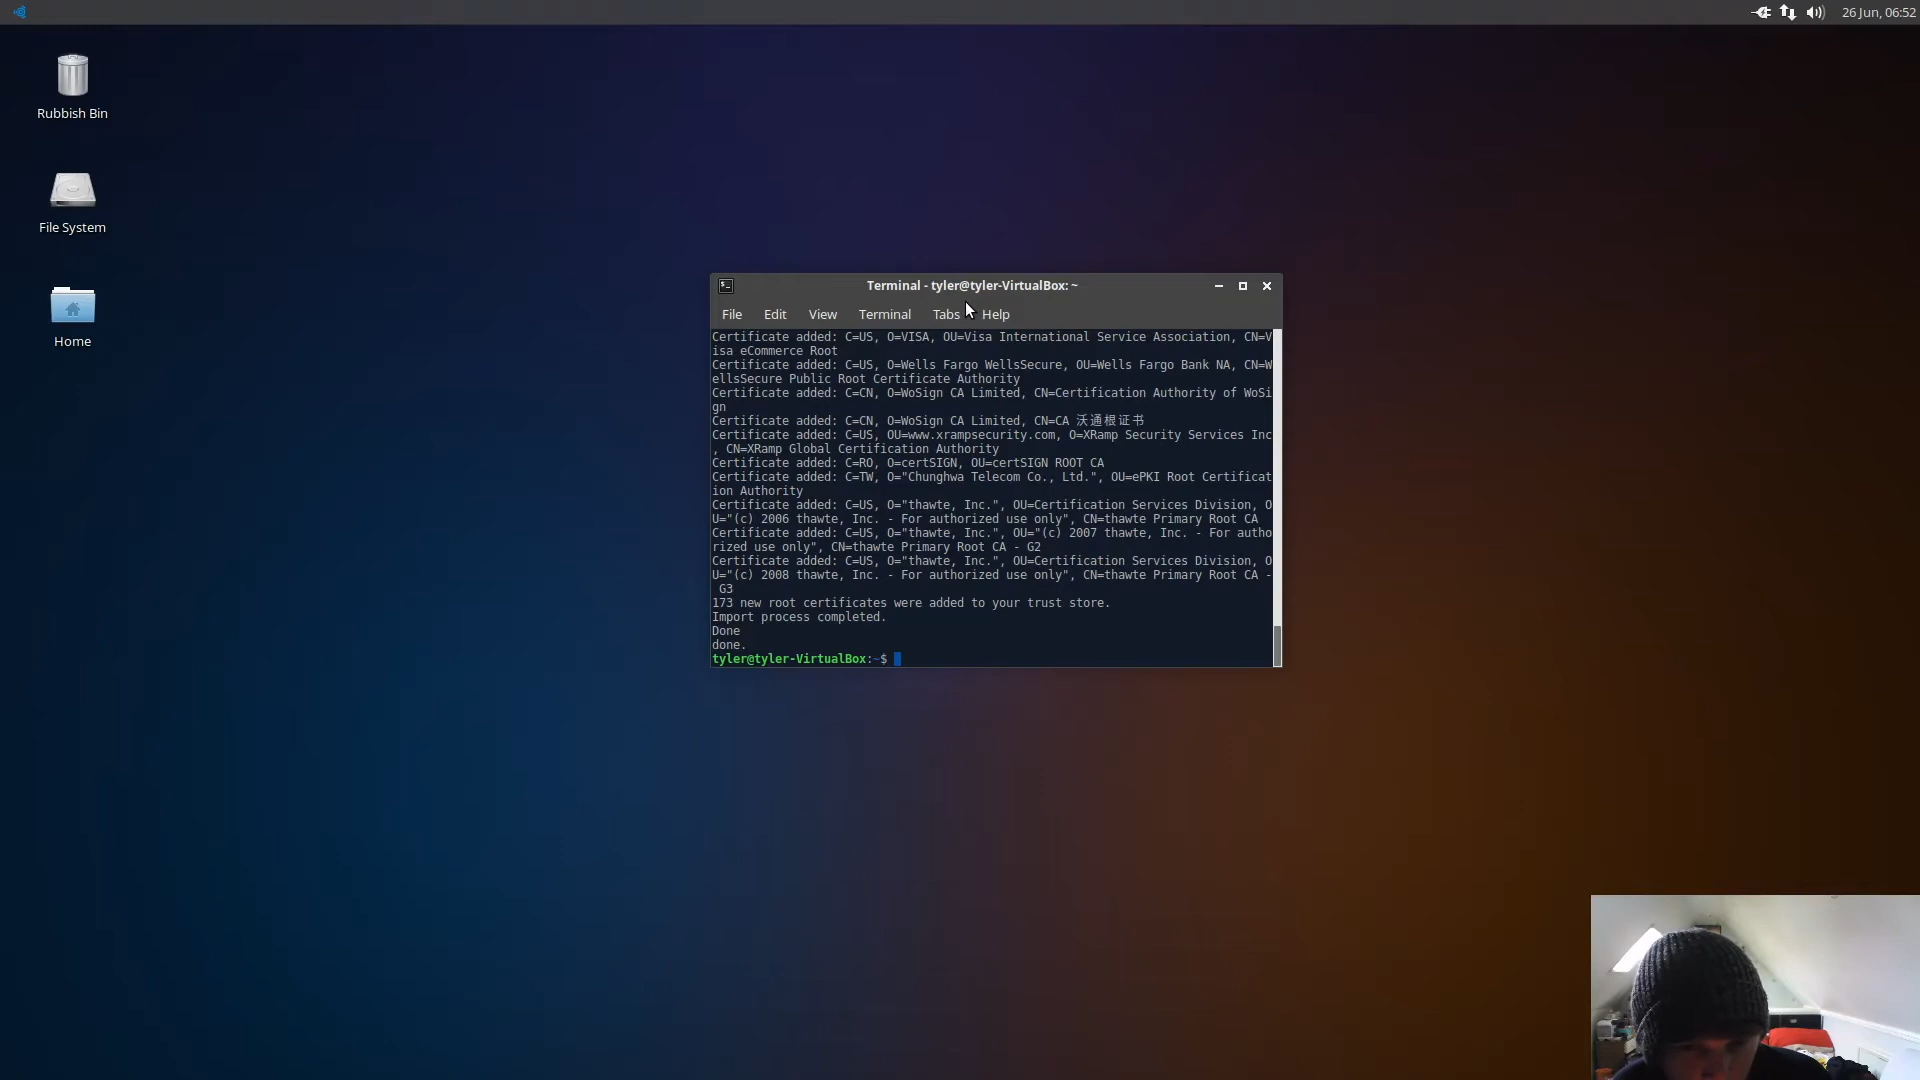 26 Jun, 06:52
Rubbish Bin
File System
Home
Terminal - tyler@tyler-VirtualBox: ~
File Edit View Terminal Tabs Help
Certificate added: C=US, O=VISA, OU=Visa International Service Association, CN=V
isa eCommerce Root
Certificate added: C=US, O=Wells Fargo WellsSecure, OU=Wells Fargo Bank NA, CN=W
ellsSecure Public Root Certificate Authority
Certificate added: C=CN, O=WoSign CA Limited, CN=Certification Authority of WoSi
gn
Certificate added: C=CN, O=WoSign CA Limited, CN=CA 沃通根证书
Certificate added: C=US, OU=www.xrampsecurity.com, O=XRamp Security Services Inc
, CN=XRamp Global Certification Authority
Certificate added: C=RO, O=certSIGN, OU=certSIGN ROOT CA
Certificate added: C=TW, O="Chunghwa Telecom Co., Ltd.", OU=ePKI Root Certificat
ion Authority
Certificate added: C=US, O="thawte, Inc.", OU=Certification Services Division, O
U="(c) 2006 thawte, Inc. - For authorized use only", CN=thawte Primary Root CA
Certificate added: C=US, O="thawte, Inc.", OU="(c) 2007 thawte, Inc. - For autho
rized use only", CN=thawte Primary Root CA - G2
Certificate added: C=US, O="thawte, Inc.", OU=Certification Services Division, O
U="(c) 2008 thawte, Inc. - For authorized use only", CN=thawte Primary Root CA -
G3
173 new root certificates were added to your trust store.
Import process completed.
Done
done.
tyler@tyler-VirtualBox:~$